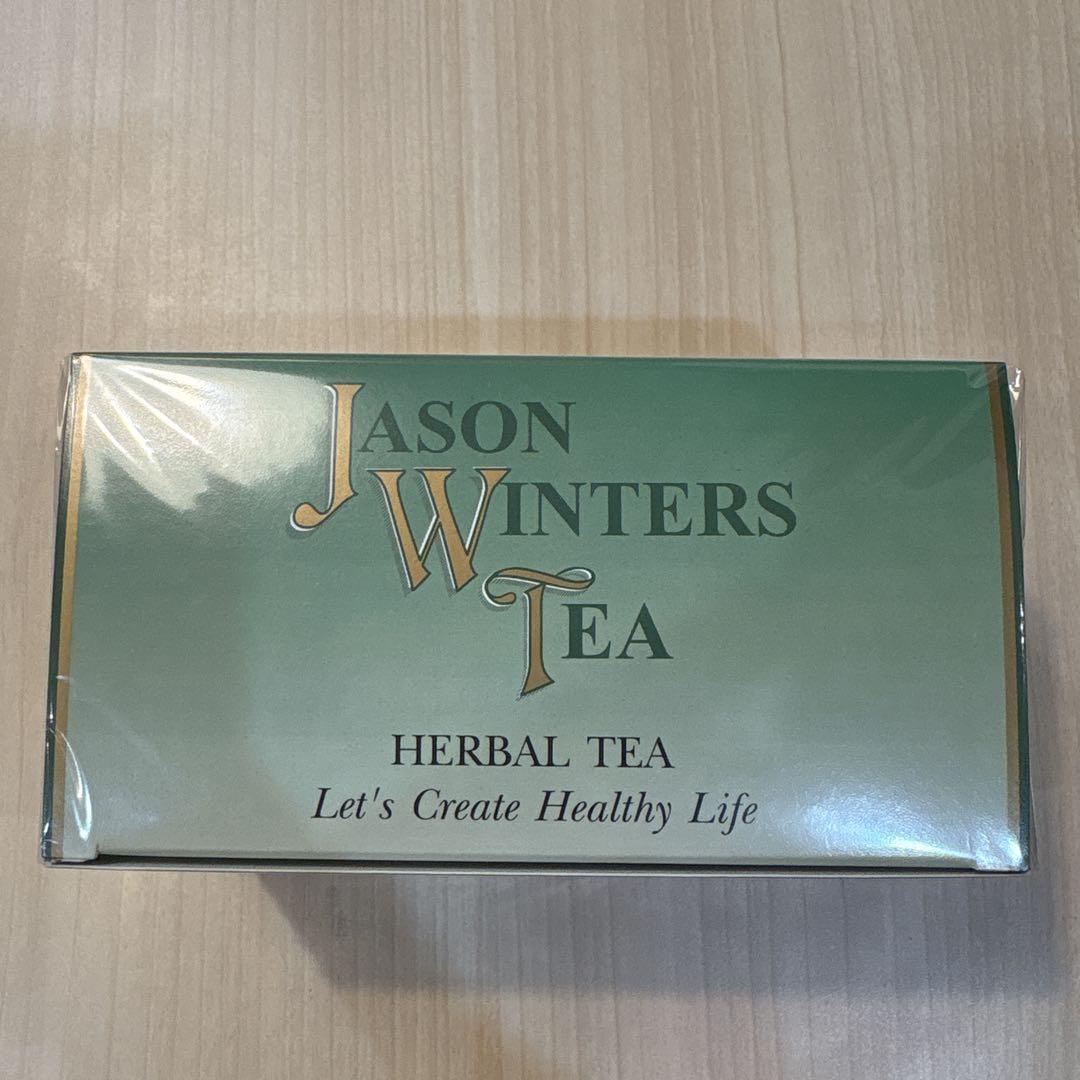 JASON
WINTERS
TEA
HERBAL TEA
Let's Create Healthy Life